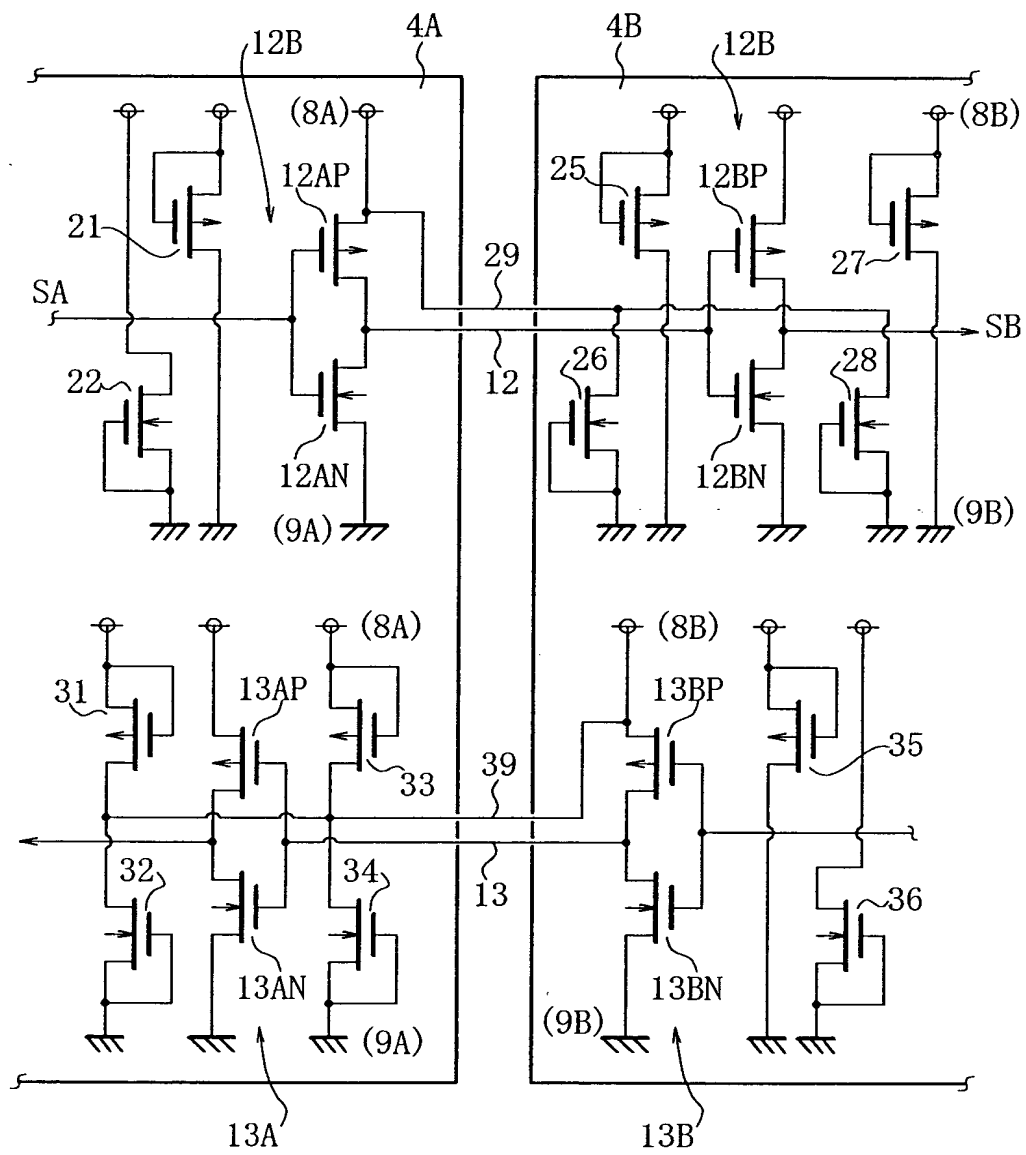 4A 4B
12B 12B
(8A) (8B)
12AP 25 12BP
21 27
29
SA SB
12
22 26 28
12AN 12BN
(9A) (9B)
(8A) (8B)
31 13AP 13BP
33 39 35
32 34 13 36
13AN 13BN
(9A) (9B)
13A 13B